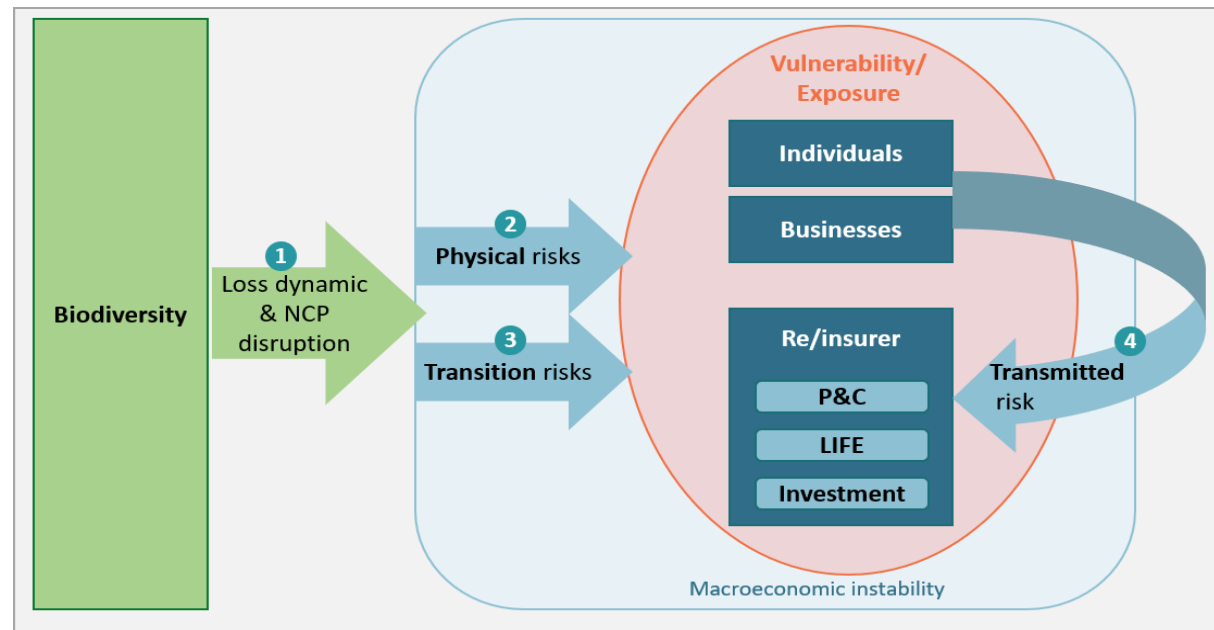 Biodiversity
1
Loss dynamic
& NCP
disruption
2
Physical risks
3
Transition risks
Vulnerability/
Exposure
Individuals
Businesses
Re/insurer
P&C
LIFE
Investment
4
Transmitted
risk
Macroeconomic instability